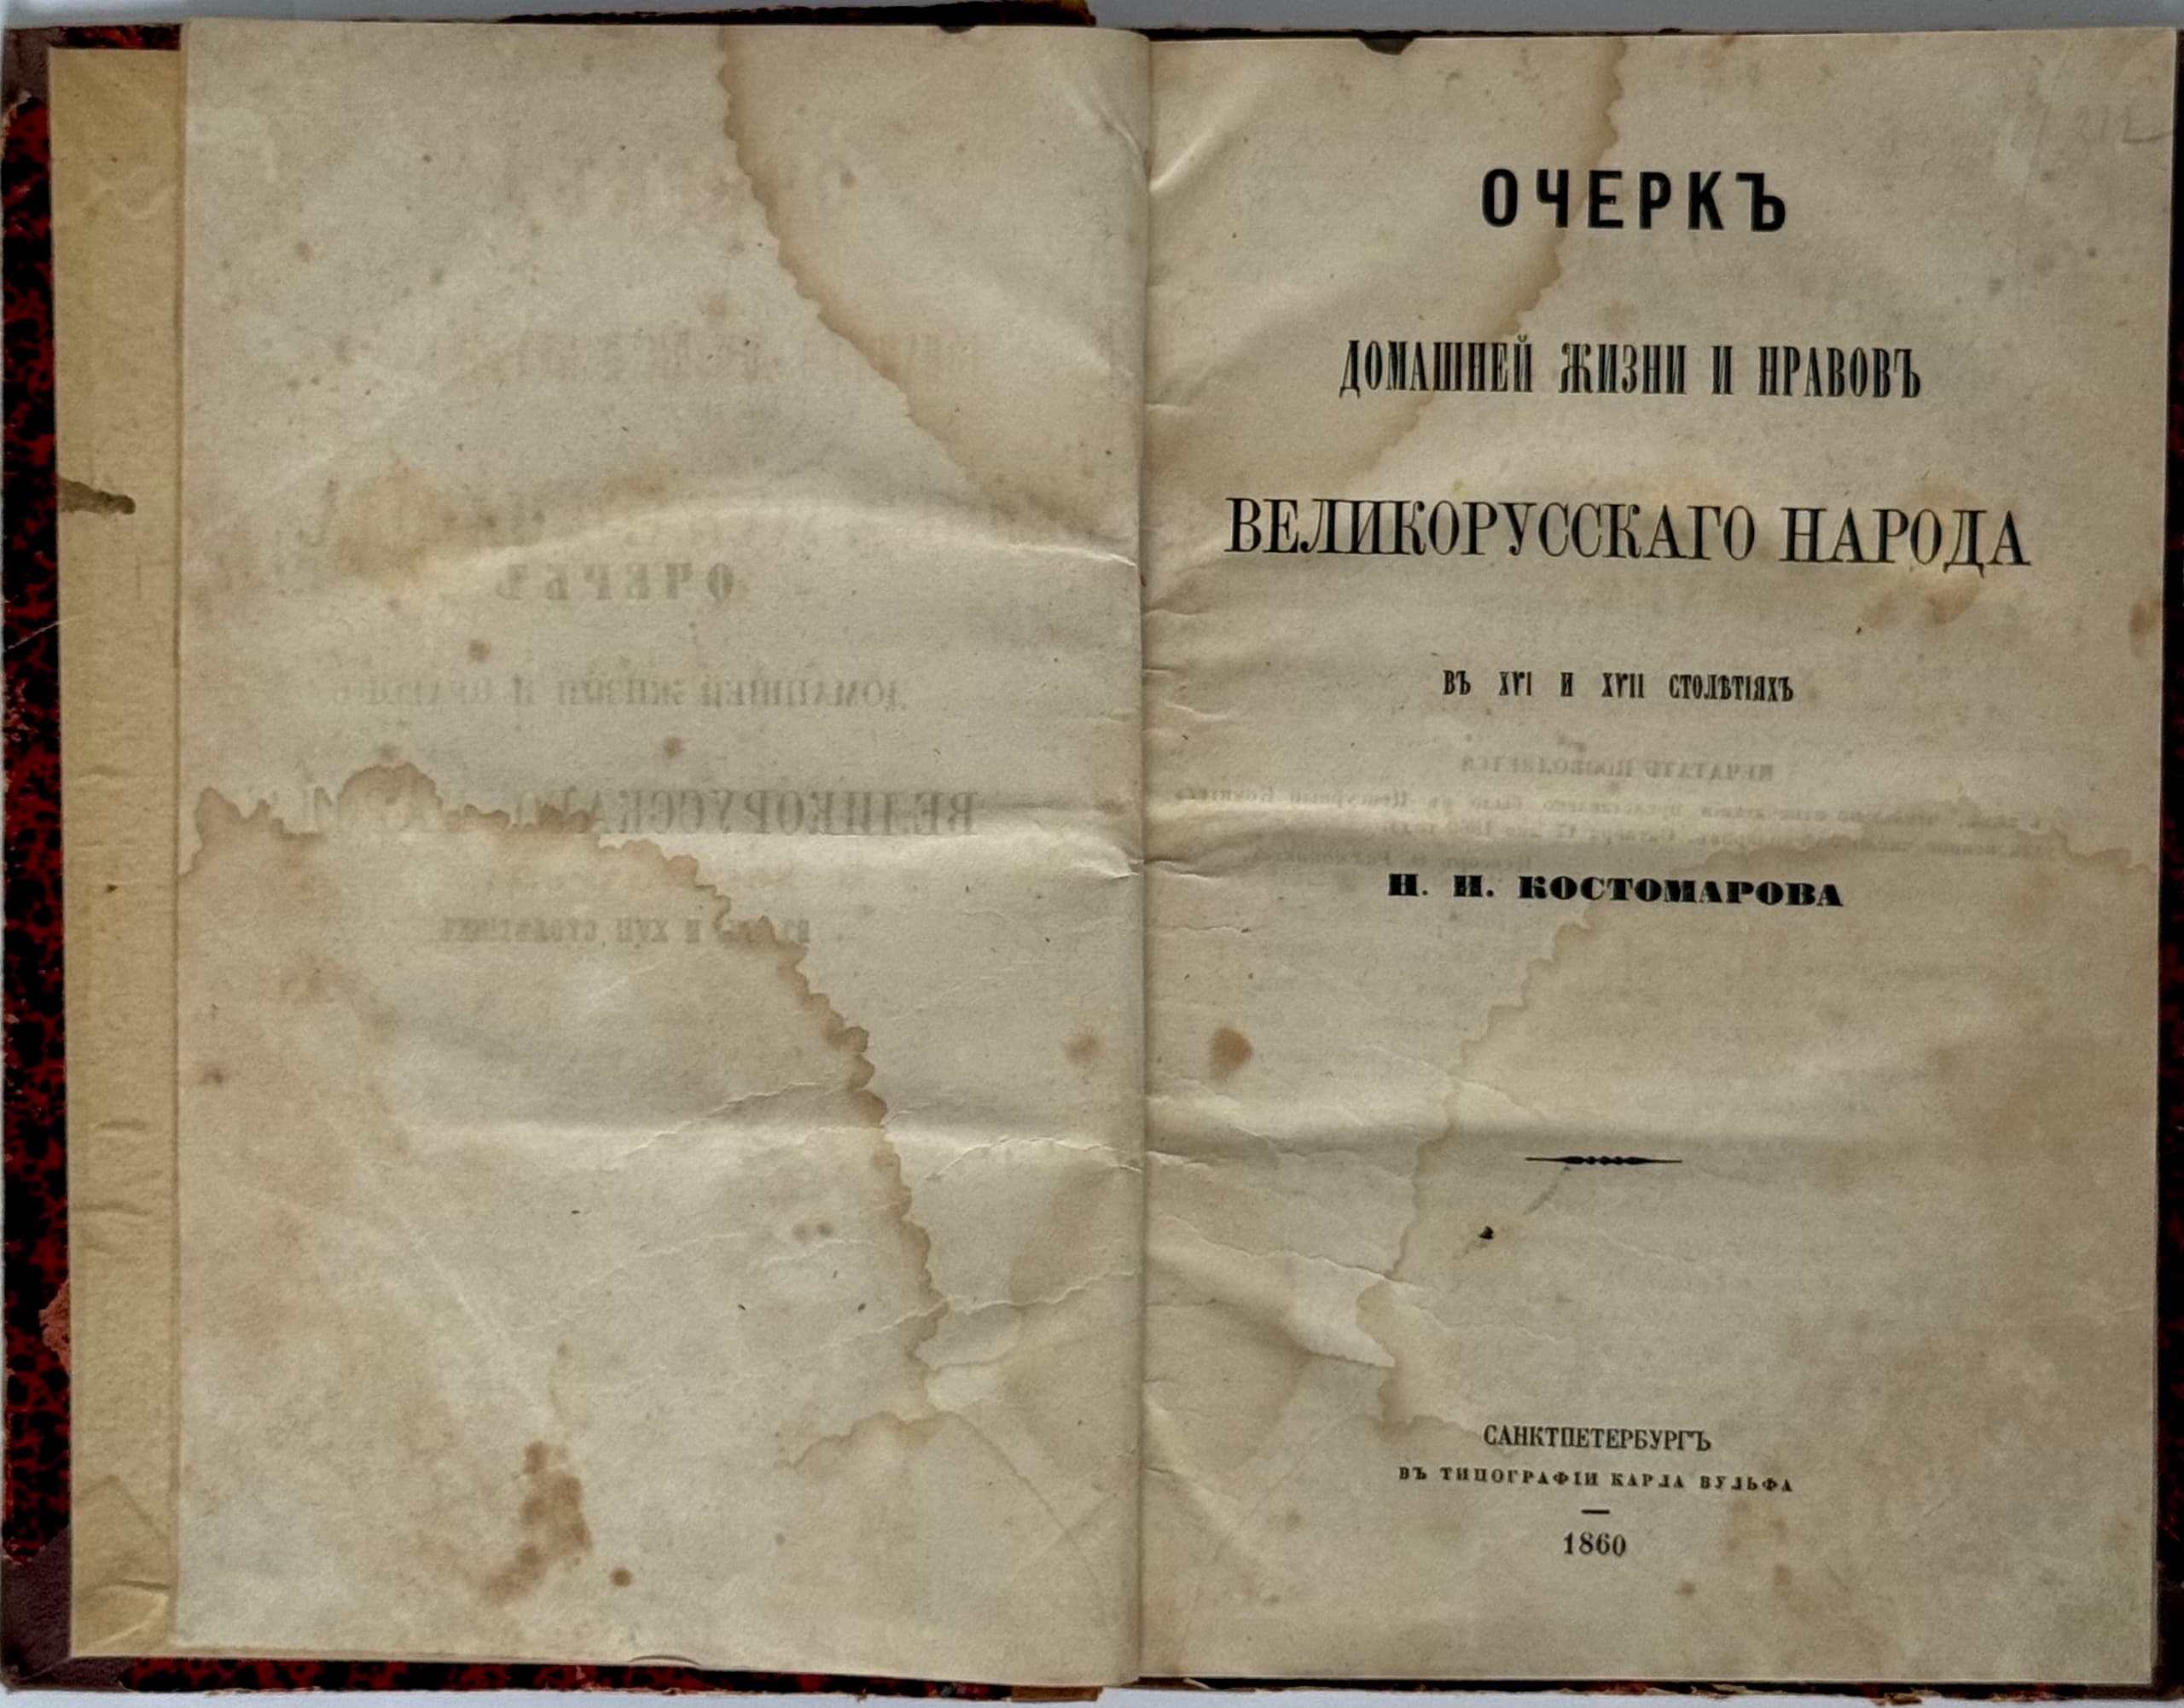 ОЧЕРКЪ
ДОМАШНЕЙ ЖИЗНИ И НРАВОВЪ
ВЕЛИКОРУССКАГО НАРОДА
ВЪ XVI И XVII СТОЛѢТІЯХЪ
Н. И. КОСТОМАРОВА
САНКТПЕТЕРБУРГЪ
ВЪ ТИПОГРАФІИ КАРЛА ВУЛЬФА
1860